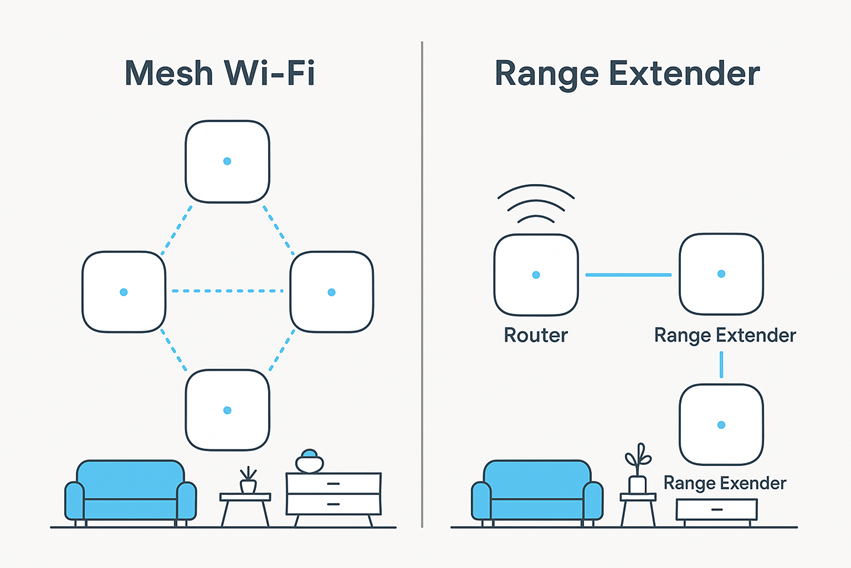 Mesh Wi-Fi
Range Extender
Router
Range Extender
Range Exender